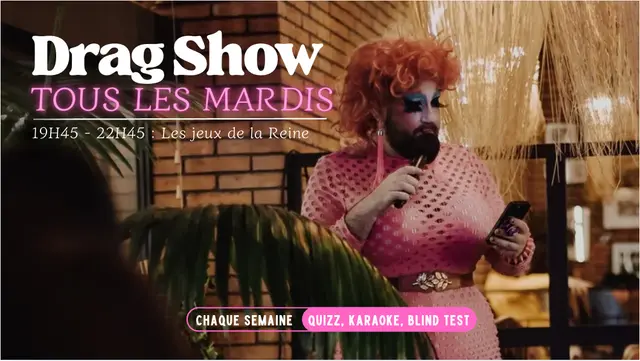 Drag Show
TOUS LES MARDIS
19H45 - 22H45 : Les jeux de la Reine
CHAQUE SEMAINE QUIZZ, KARAOKE, BLIND TEST